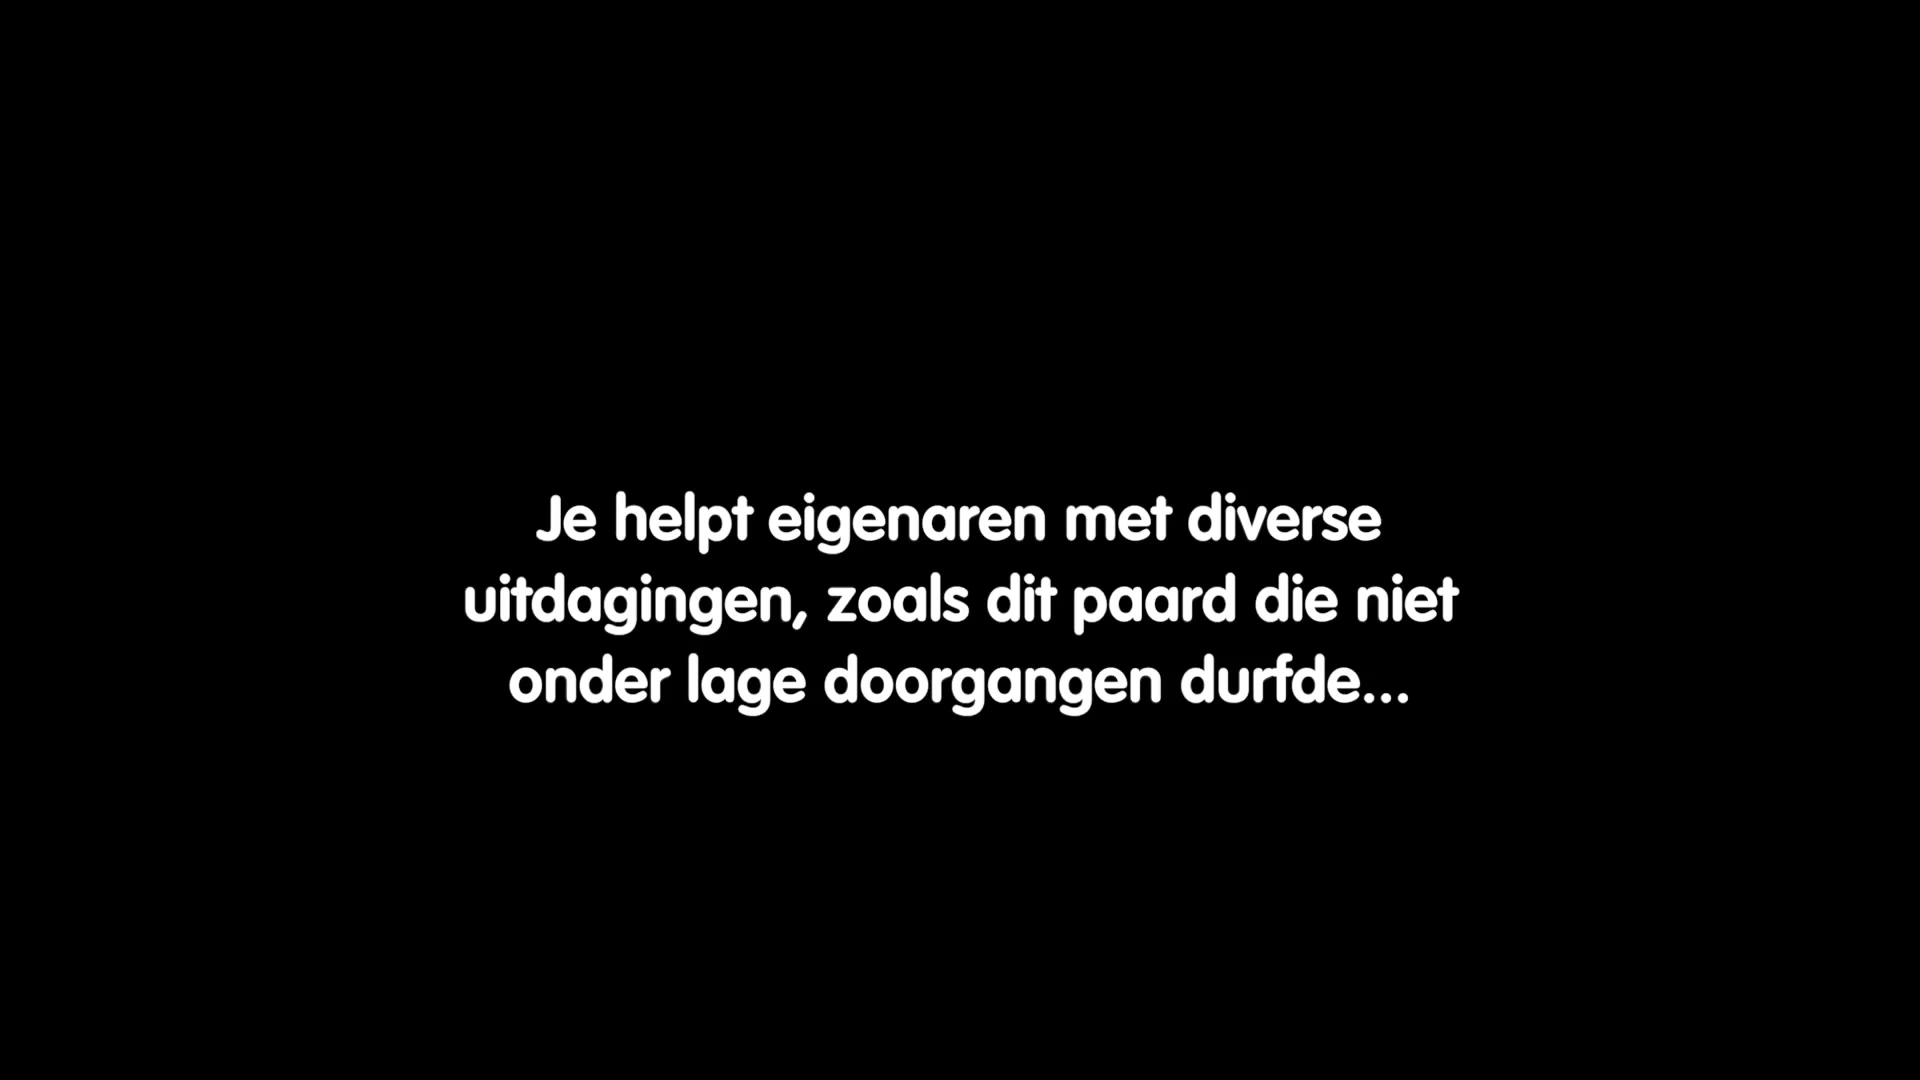 Je helpt eigenaren met diverse
uitdagingen, zoals dit paard die niet
onder lage doorgangen durfde...